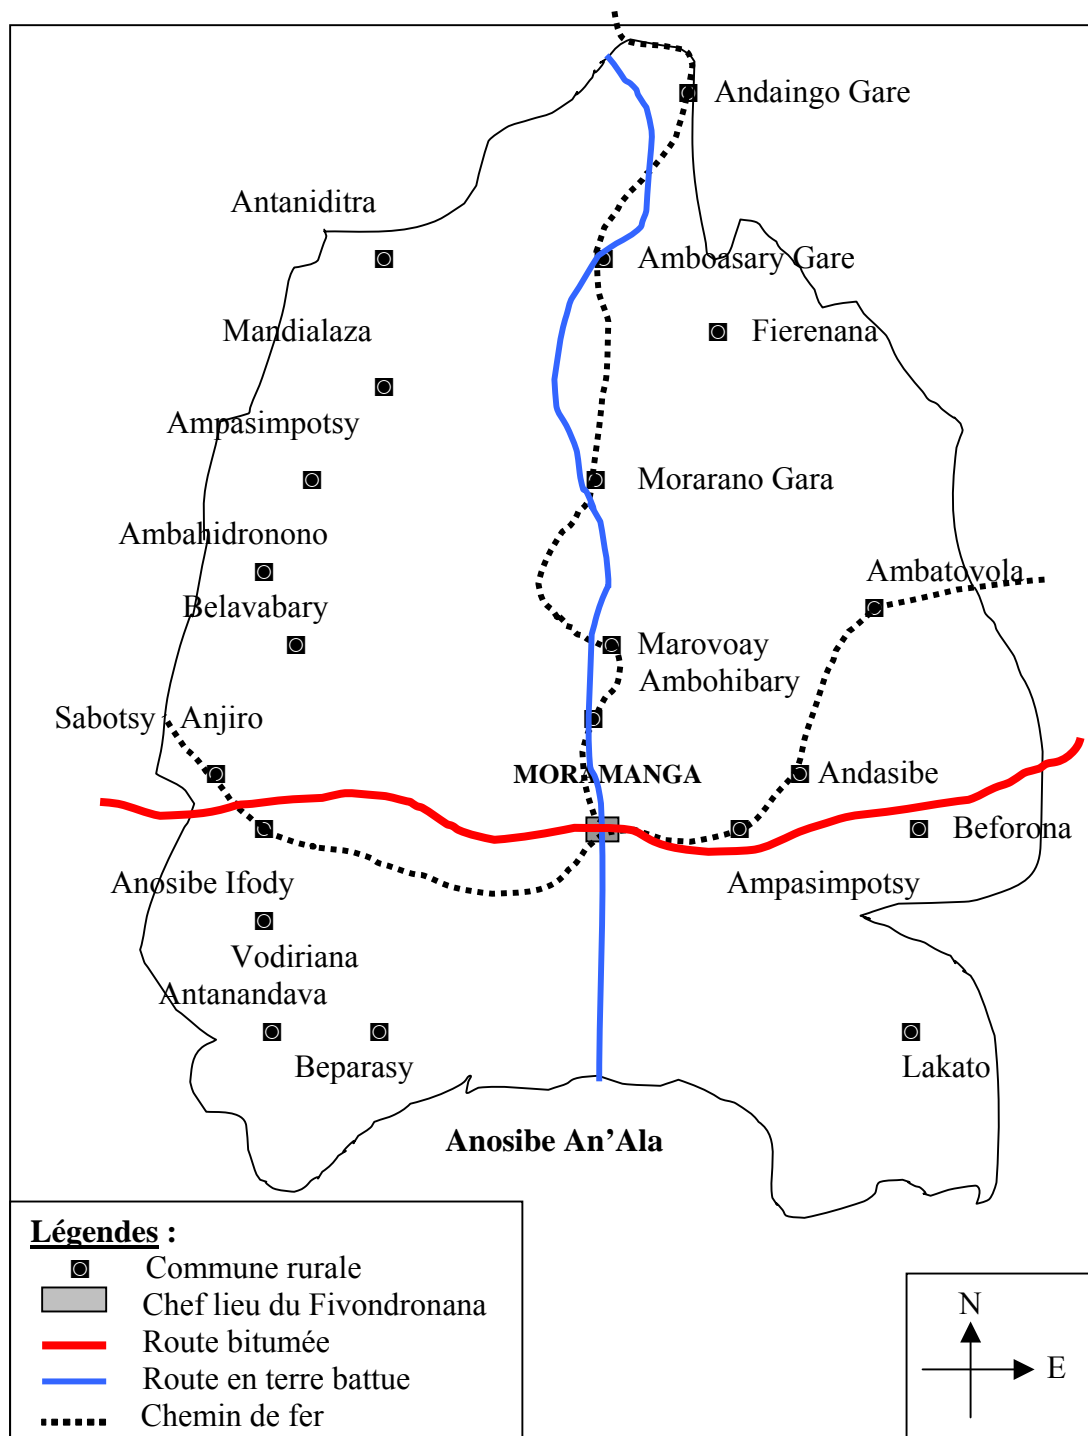 Andaingo Gare
Antaniditra
Amboasary Gare
Mandialaza
Fierenana
Ampasimpotsy
Morarano Gara
Ambahidronono
Ambatovola
Belavabary
Marovoay
Ambohibary
Sabotsy Anjiro
MORAMANGA
Andasibe
Beforona
Anosibe Ifody
Ampasimpotsy
Vodiriana
Antanandava
Beparasy
Lakato
Anosibe An’Ala
Légendes :
Commune rurale
Chef lieu du Fivondronana
Route bitumée
Route en terre battue
Chemin de fer
N
E